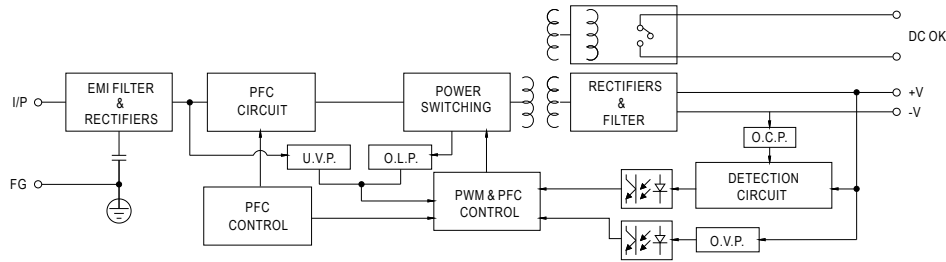 DC OK
I/P
EMI FILTER
&
RECTIFIERS
PFC
CIRCUIT
POWER
SWITCHING
RECTIFIERS
&
FILTER
+V
-V
O.C.P.
U.V.P.
O.L.P.
DETECTION
CIRCUIT
FG
PFC
CONTROL
PWM & PFC
CONTROL
O.V.P.